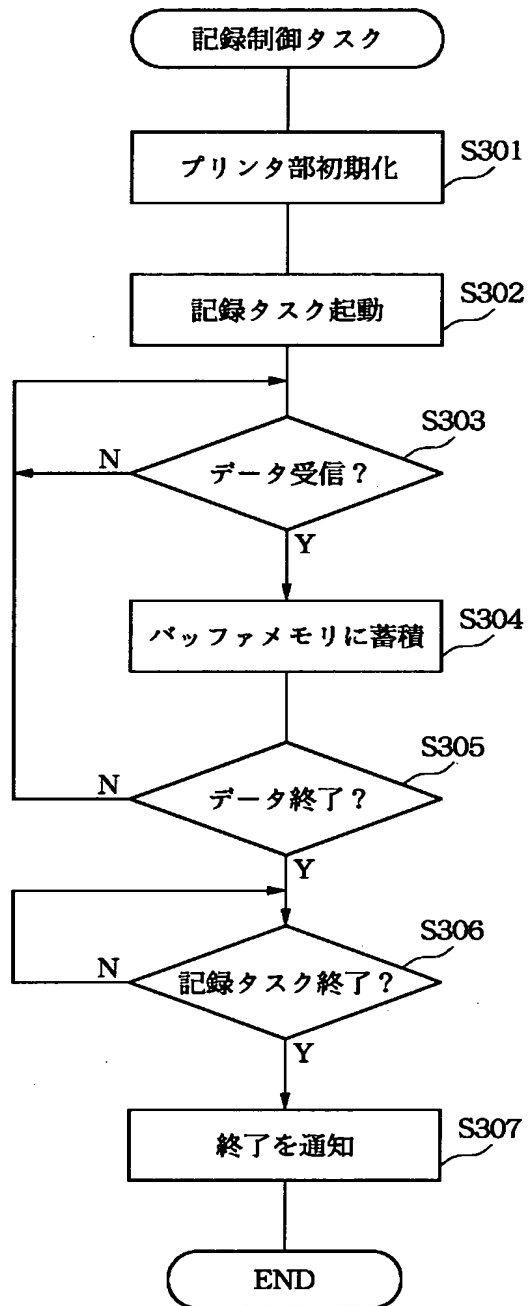 記録制御タスク
プリンタ部初期化
S301
記録タスク起動
S302
データ受信？
S303
N
Y
バッファメモリに蓄積
S304
データ終了？
S305
N
Y
記録タスク終了？
S306
N
Y
終了を通知
S307
END